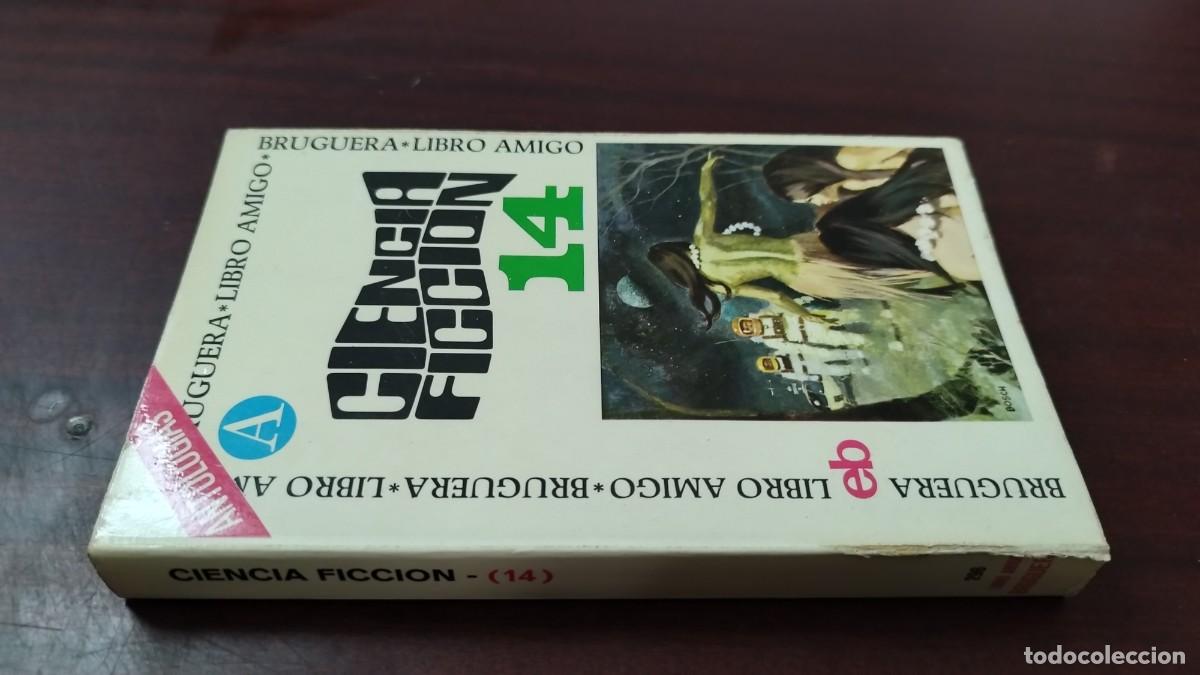 BRUGUERA*LIBRO AMIGO
UGUERA*LIBRO AMIGO*
CIENCIA
FICCION
14
A
ANTOLOGIAS
BOSCH
BRUGUERA eb LIBRO AMIGO*BRUGUERA*LIBRO AM
CIENCIA FICCION - (14)
todocoleccion